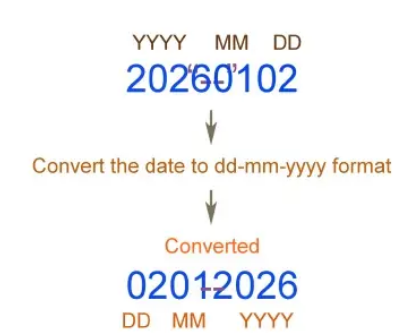 YYYY MM DD
20260102
Convert the date to dd-mm-yyyy format
Converted
02012026
DD MM YYYY